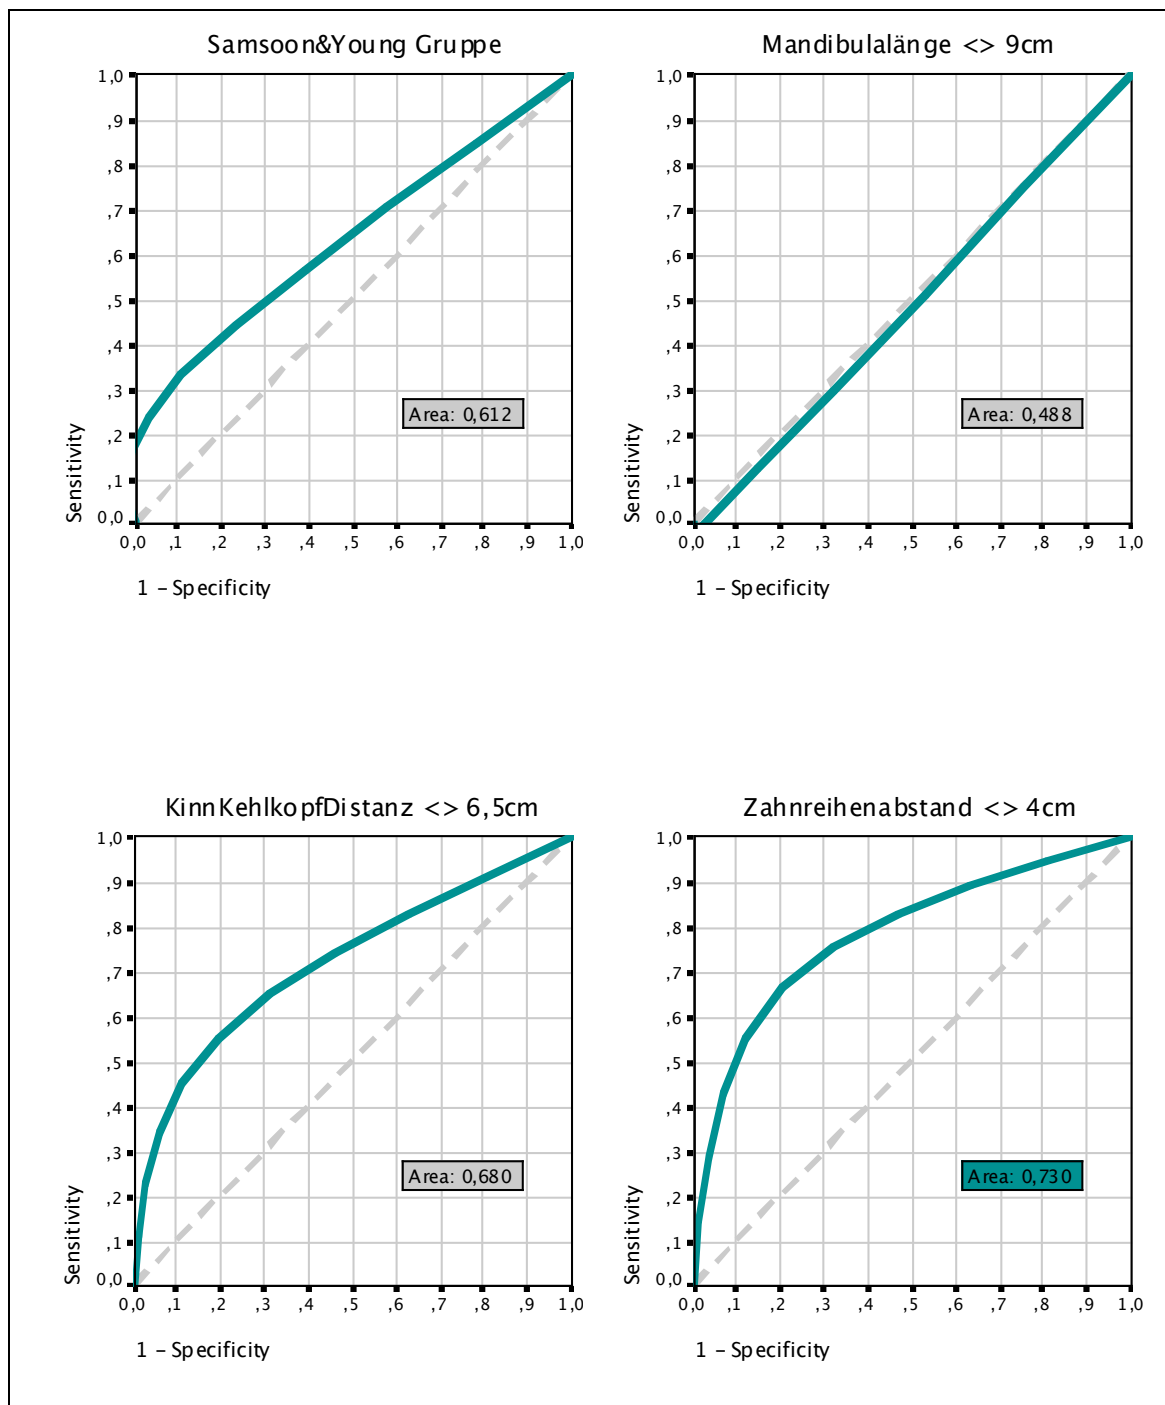 Samsoon&Young Gruppe
1,0
,9
,8
,7
,6
,5
,4
,3
,2
,1
0,0
Sensitivity
Area: 0,612
0,0 ,1 ,2 ,3 ,4 ,5 ,6 ,7 ,8 ,9 1,0
1 – Specificity
Mandibulalänge <> 9cm
1,0
,9
,8
,7
,6
,5
,4
,3
,2
,1
0,0
Sensitivity
Area: 0,488
0,0 ,1 ,2 ,3 ,4 ,5 ,6 ,7 ,8 ,9 1,0
1 – Specificity
KinnKehlkopfDistanz <> 6,5cm
1,0
,9
,8
,7
,6
,5
,4
,3
,2
,1
0,0
Sensitivity
Area: 0,680
0,0 ,1 ,2 ,3 ,4 ,5 ,6 ,7 ,8 ,9 1,0
1 – Specificity
Zahnreihenabstand <> 4cm
1,0
,9
,8
,7
,6
,5
,4
,3
,2
,1
0,0
Sensitivity
Area: 0,730
0,0 ,1 ,2 ,3 ,4 ,5 ,6 ,7 ,8 ,9 1,0
1 – Specificity